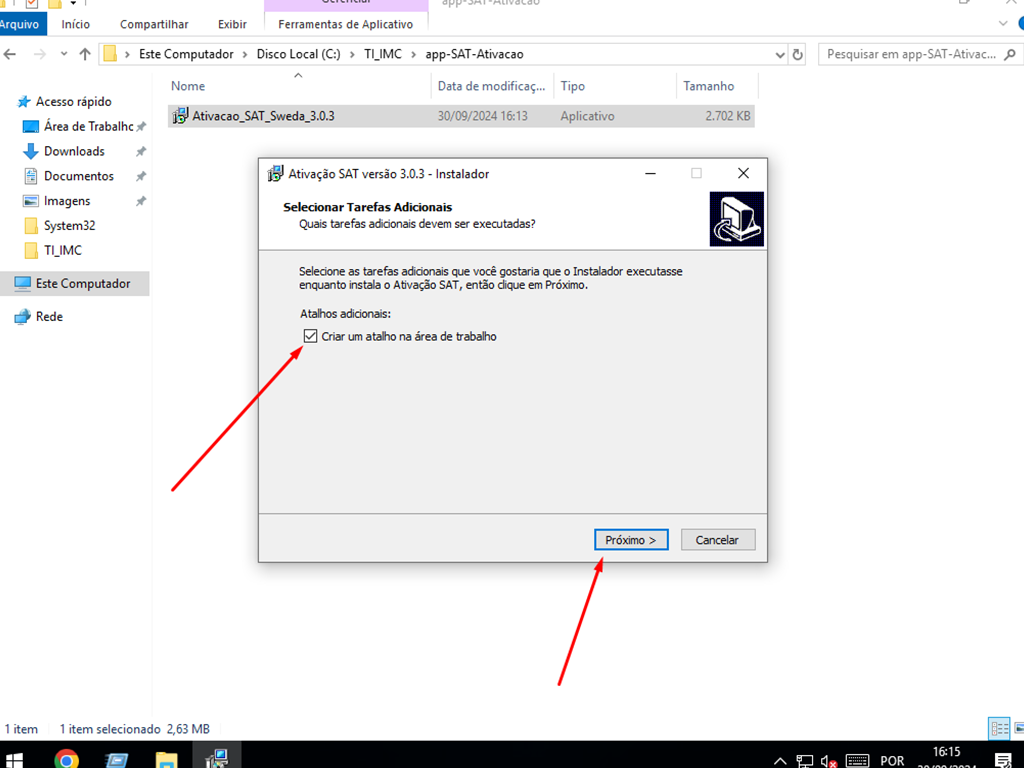 Gerenciar
app-SAT-Ativacao
Arquivo
Início
Compartilhar
Exibir
Ferramentas de Aplicativo
Este Computador
Disco Local (C:)
TI_IMC
app-SAT-Ativacao
Pesquisar em app-SAT-Ativac...
Nome
Data de modificaç...
Tipo
Tamanho
Ativacao_SAT_Sweda_3.0.3
30/09/2024 16:13
Aplicativo
2.702 KB
Acesso rápido
Área de Trabalho
Downloads
Documentos
Imagens
System32
TI_IMC
Este Computador
Rede
Ativação SAT versão 3.0.3 - Instalador
Selecionar Tarefas Adicionais
Quais tarefas adicionais devem ser executadas?
Selecione as tarefas adicionais que você gostaria que o Instalador executasse
enquanto instala o Ativação SAT, então clique em Próximo.
Atalhos adicionais:
Criar um atalho na área de trabalho
Próximo >
Cancelar
1 item
1 item selecionado 2,63 MB
POR
16:15
30/09/2024